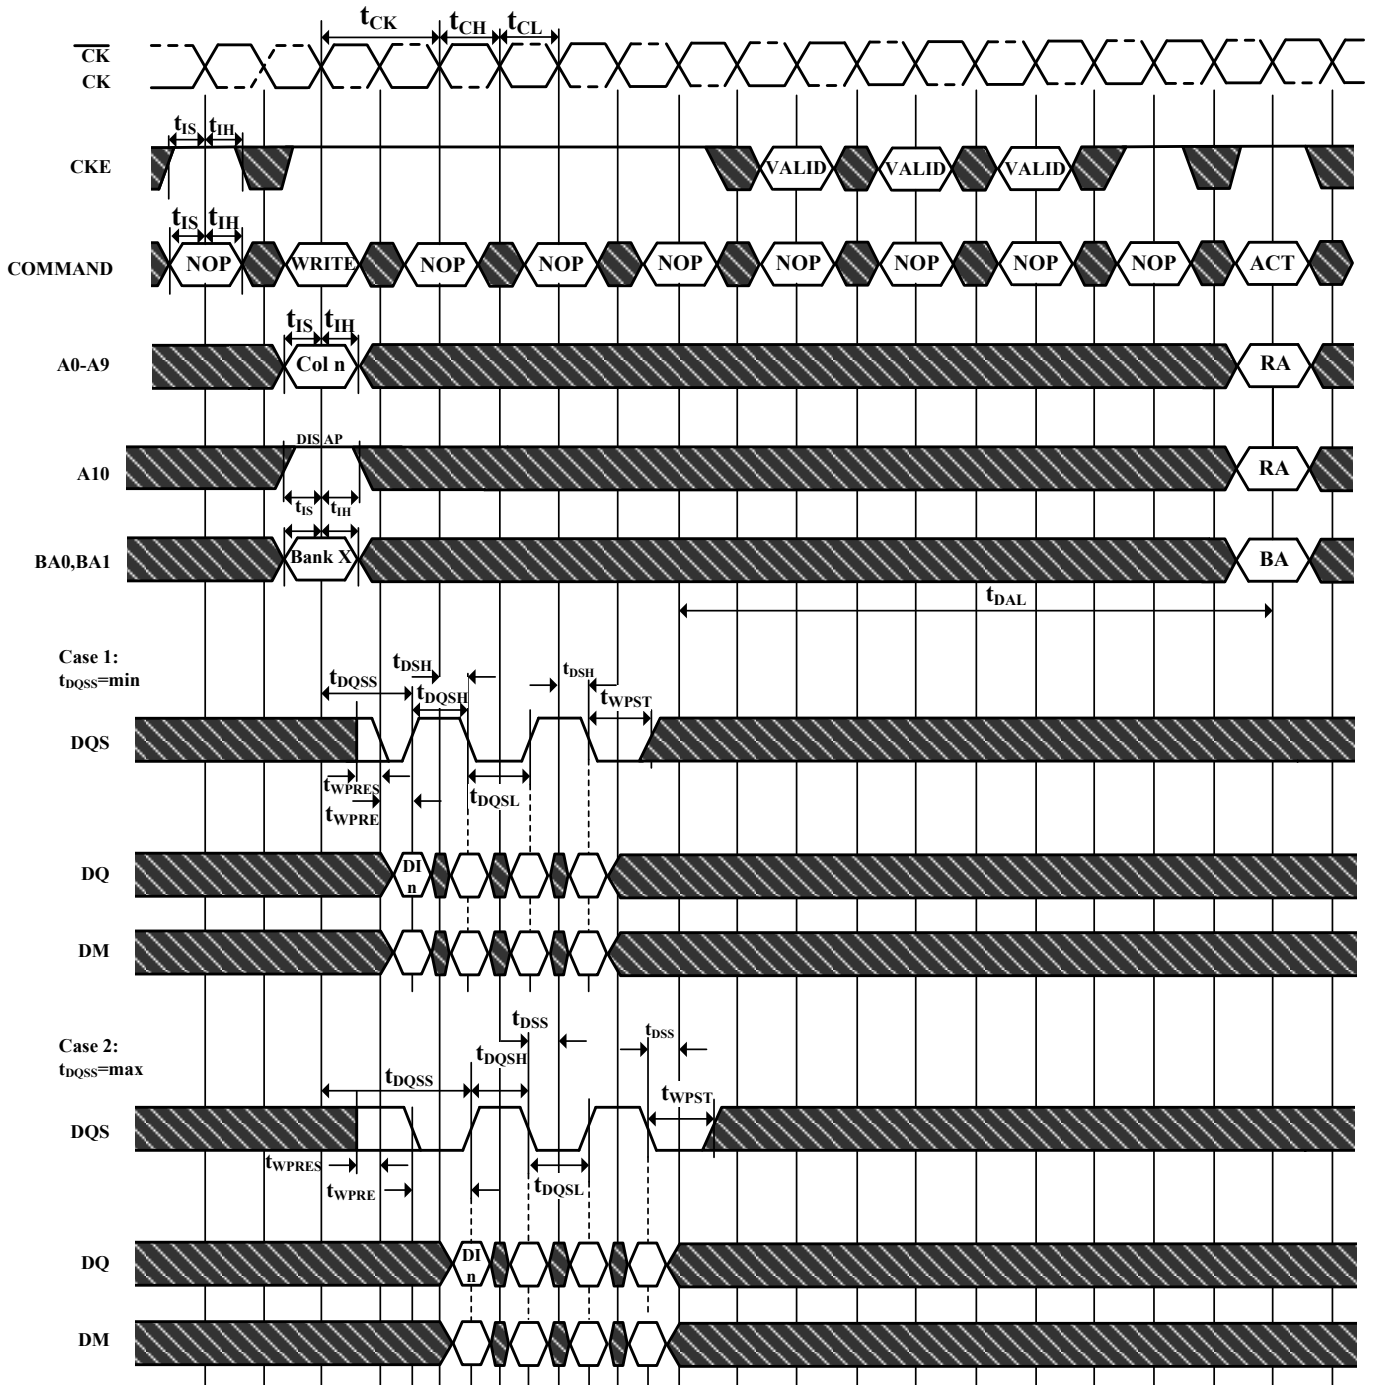 tCK tCH tCL
CK
CK
tIS tIH
CKE VALID VALID VALID
tIS tIH
COMMAND NOP WRITE NOP NOP NOP NOP NOP NOP NOP ACT
tIS tIH
A0-A9 Col n RA
DIS AP
A10 RA
tIS tIH
BA0,BA1 Bank X BA
tDAL
Case 1:
tDQSS=min
tDSH tDSH
tDQSS tDQSH tWPST
DQS
tWPRES
tDQSL
tWPRE
DQ DI
n
DM
Case 2:
tDQSS=max
tDSS tDSS
tDQSH
tDQSS tWPST
DQS
tWPRES
tWPRE tDQSL
DQ DI
n
DM